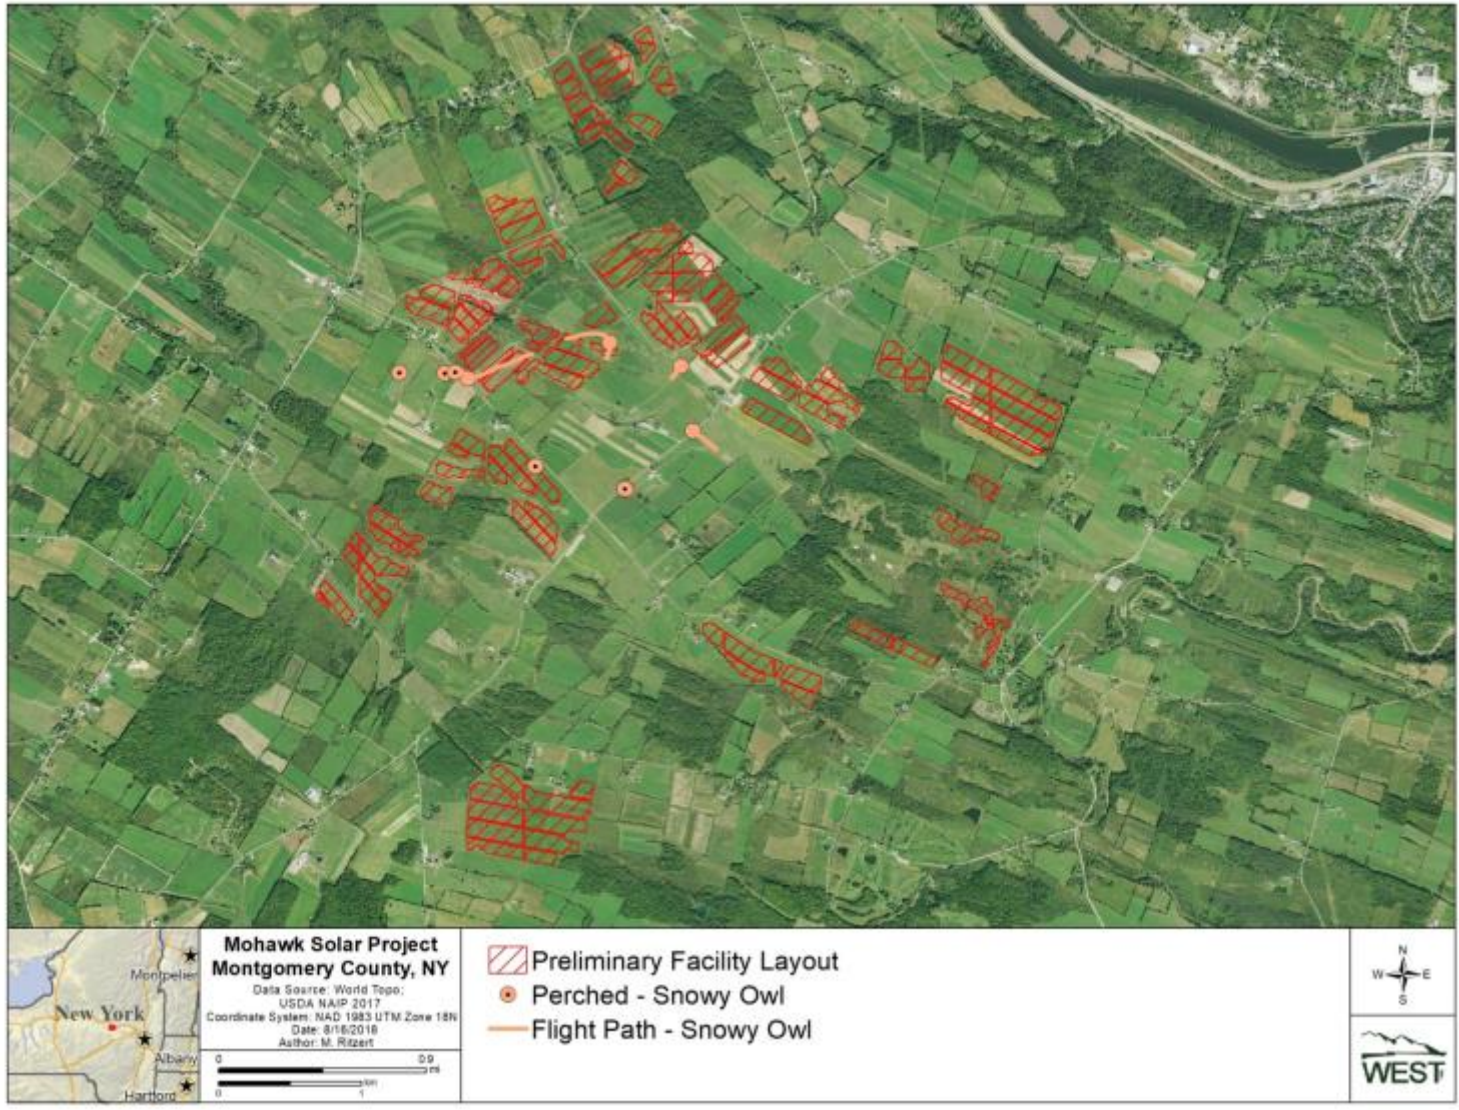 Mohawk Solar Project
Montgomery County, NY
Data Source: World Topo;
USDA NAIP 2017
Coordinate System: NAD 1983 UTM Zone 18N
Date: 8/16/2018
Author: M. Ritzert
0 0.9
mi
km
0 1
Montpelier
New York
Albany
Hartford
Preliminary Facility Layout
Perched - Snowy Owl
Flight Path - Snowy Owl
N
W E
S
WEST